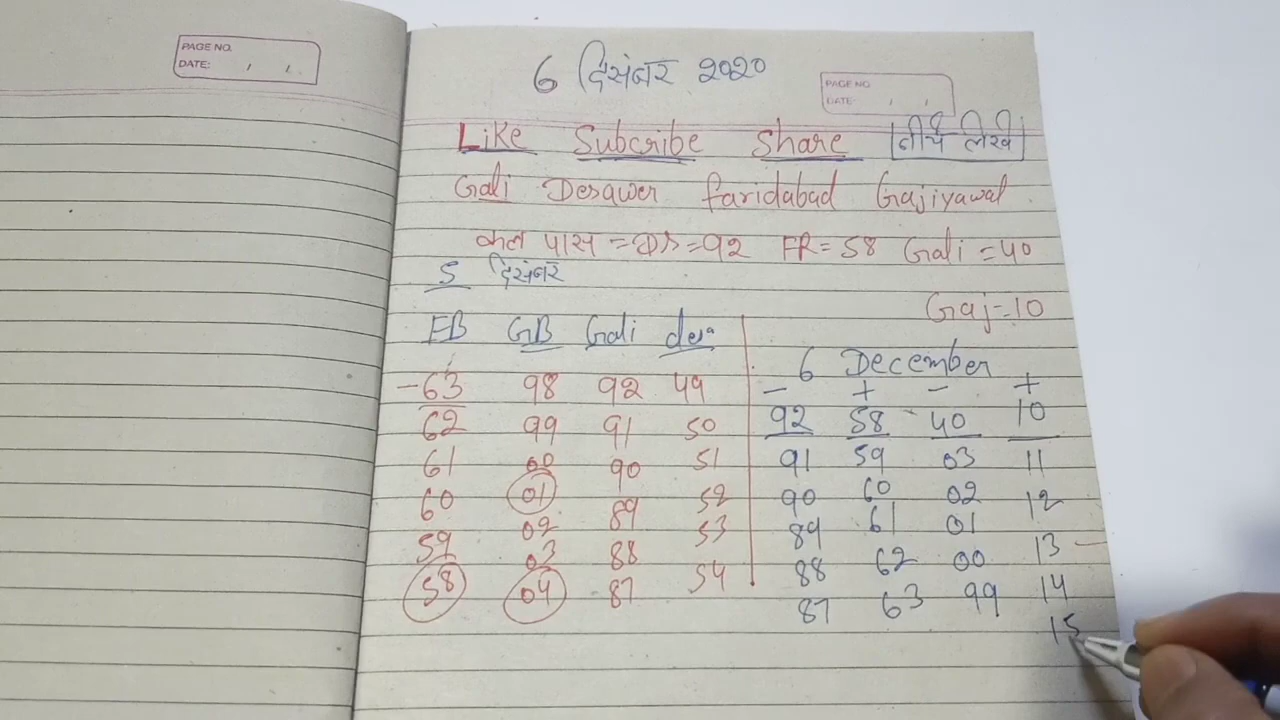 PAGE NO.
DATE:
6 दिसंबर 2020
PAGE NO
DATE:
Like Subcribe Share
Gali Desawer faridabad Gajiyawal
कल पास = DS = 92 FR = 58 Gali = 40
5 दिसंबर
Gaj = 10
FB GB Gali des
6 December
- + - +
-63 98 92 49
92 58 40 10
62 99 91 50
91 59 03 11
61 00 90 51
90 60 02 12
60 01 89 52
89 61 01 13
59 02 88 53
88 62 00 14
58 03 87 54
04
87 63 99 15